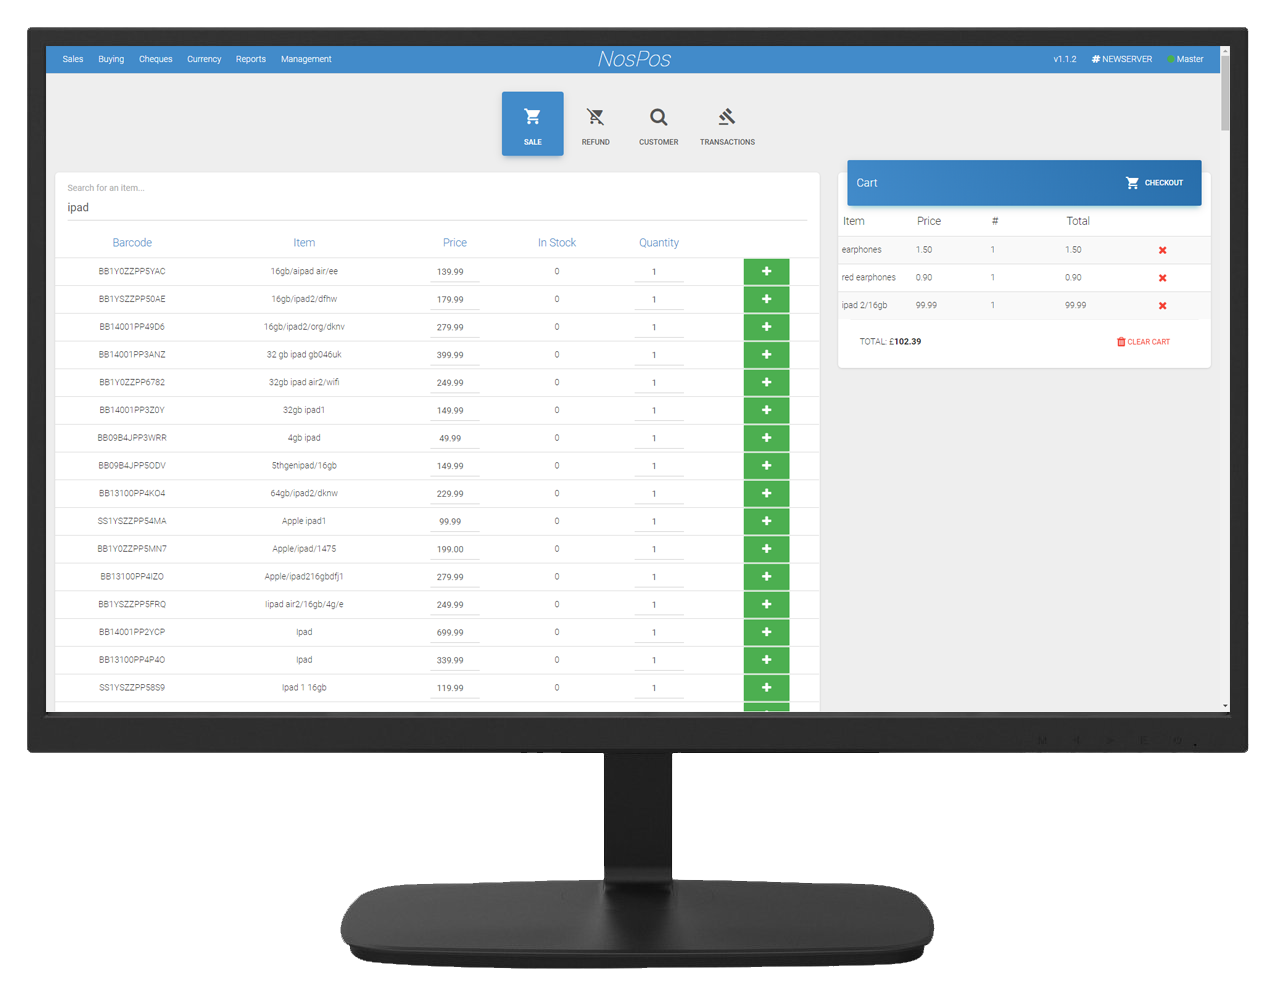 Sales Buying Cheques Currency Reports Management NosPos v1.1.2 # NEWSERVER Master
SALE REFUND CUSTOMER TRANSACTIONS
Search for an item...
ipad
Barcode Item Price In Stock Quantity
BB1Y0ZZPP5YAC 16gb/aipad air/ee 139.99 0 1
BB1YSZZPP50AE 16gb/ipad2/dfhw 179.99 0 1
BB14001PP49D6 16gb/ipad2/org/dknv 279.99 0 1
BB14001PP3ANZ 32 gb ipad gb046uk 399.99 0 1
BB1Y0ZZPP6782 32gb ipad air2/wifi 249.99 0 1
BB14001PP3Z0Y 32gb ipad1 149.99 0 1
BB09B4JPP3WRR 4gb ipad 49.99 0 1
BB09B4JPP5ODV 5thgenipad/16gb 149.99 0 1
BB13100PP4KO4 64gb/ipad2/dknw 229.99 0 1
SS1YSZZPP54MA Apple ipad1 99.99 0 1
BB1Y0ZZPP5MN7 Apple/ipad/1475 199.00 0 1
BB13100PP4IZO Apple/ipad216gbdfj1 279.99 0 1
BB1YSZZPP5FRQ Iipad air2/16gb/4g/e 249.99 0 1
BB14001PP2YCP Ipad 699.99 0 1
BB13100PP4P4O Ipad 339.99 0 1
SS1YSZZPP58S9 Ipad 1 16gb 119.99 0 1
Cart CHECKOUT
Item Price # Total
earphones 1.50 1 1.50
red earphones 0.90 1 0.90
ipad 2/16gb 99.99 1 99.99
TOTAL: £102.39 CLEAR CART